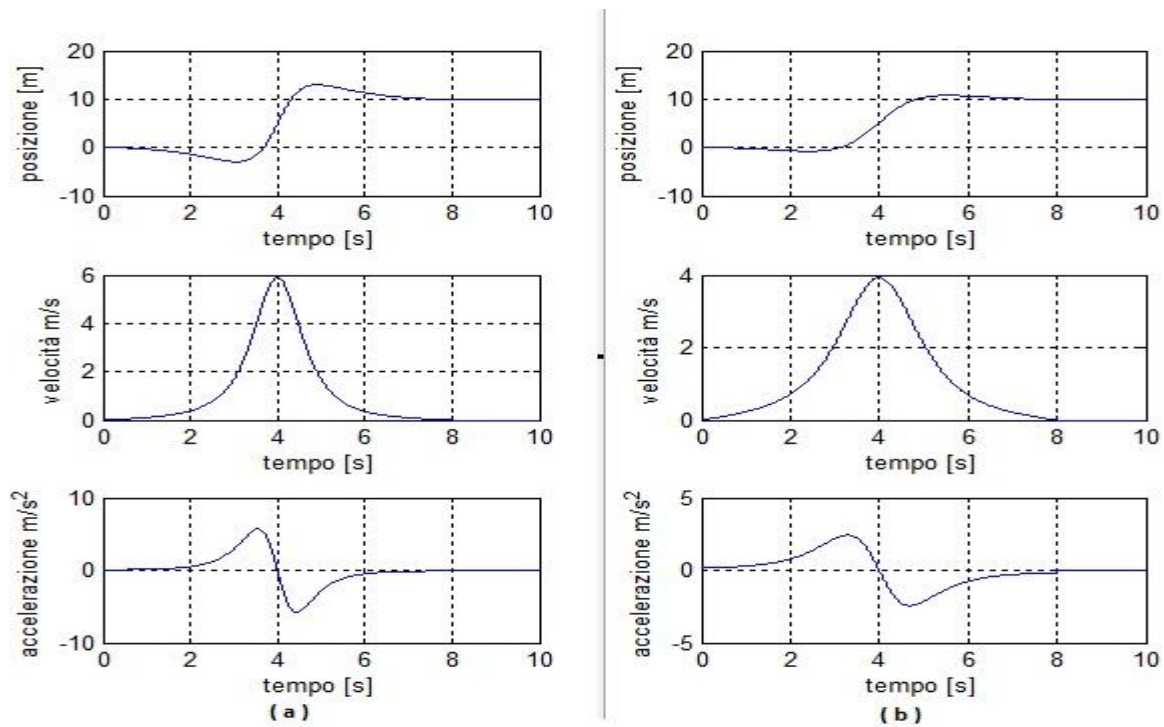 posizione [m]
20
10
0
-10
0 2 4 6 8 10
tempo [s]
velocità m/s
6
4
2
0
0 2 4 6 8 10
tempo [s]
accelerazione m/s²
10
0
-10
0 2 4 6 8 10
tempo [s]
( a )
posizione [m]
20
10
0
-10
0 2 4 6 8 10
tempo [s]
velocità m/s
4
2
0
0 2 4 6 8 10
tempo [s]
accelerazione m/s²
5
0
-5
0 2 4 6 8 10
tempo [s]
( b )